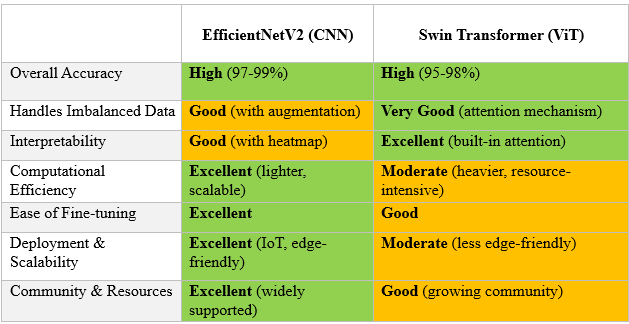 EfficientNetV2 (CNN) Swin Transformer (ViT)
Overall Accuracy High (97-99%) High (95-98%)
Handles Imbalanced Data Good (with augmentation) Very Good (attention mechanism)
Interpretability Good (with heatmap) Excellent (built-in attention)
Computational Excellent (lighter, Moderate (heavier, resource-
Efficiency scalable) intensive)
Ease of Fine-tuning Excellent Good
Deployment & Excellent (IoT, edge- Moderate (less edge-friendly)
Scalability friendly)
Community & Resources Excellent (widely Good (growing community)
supported)